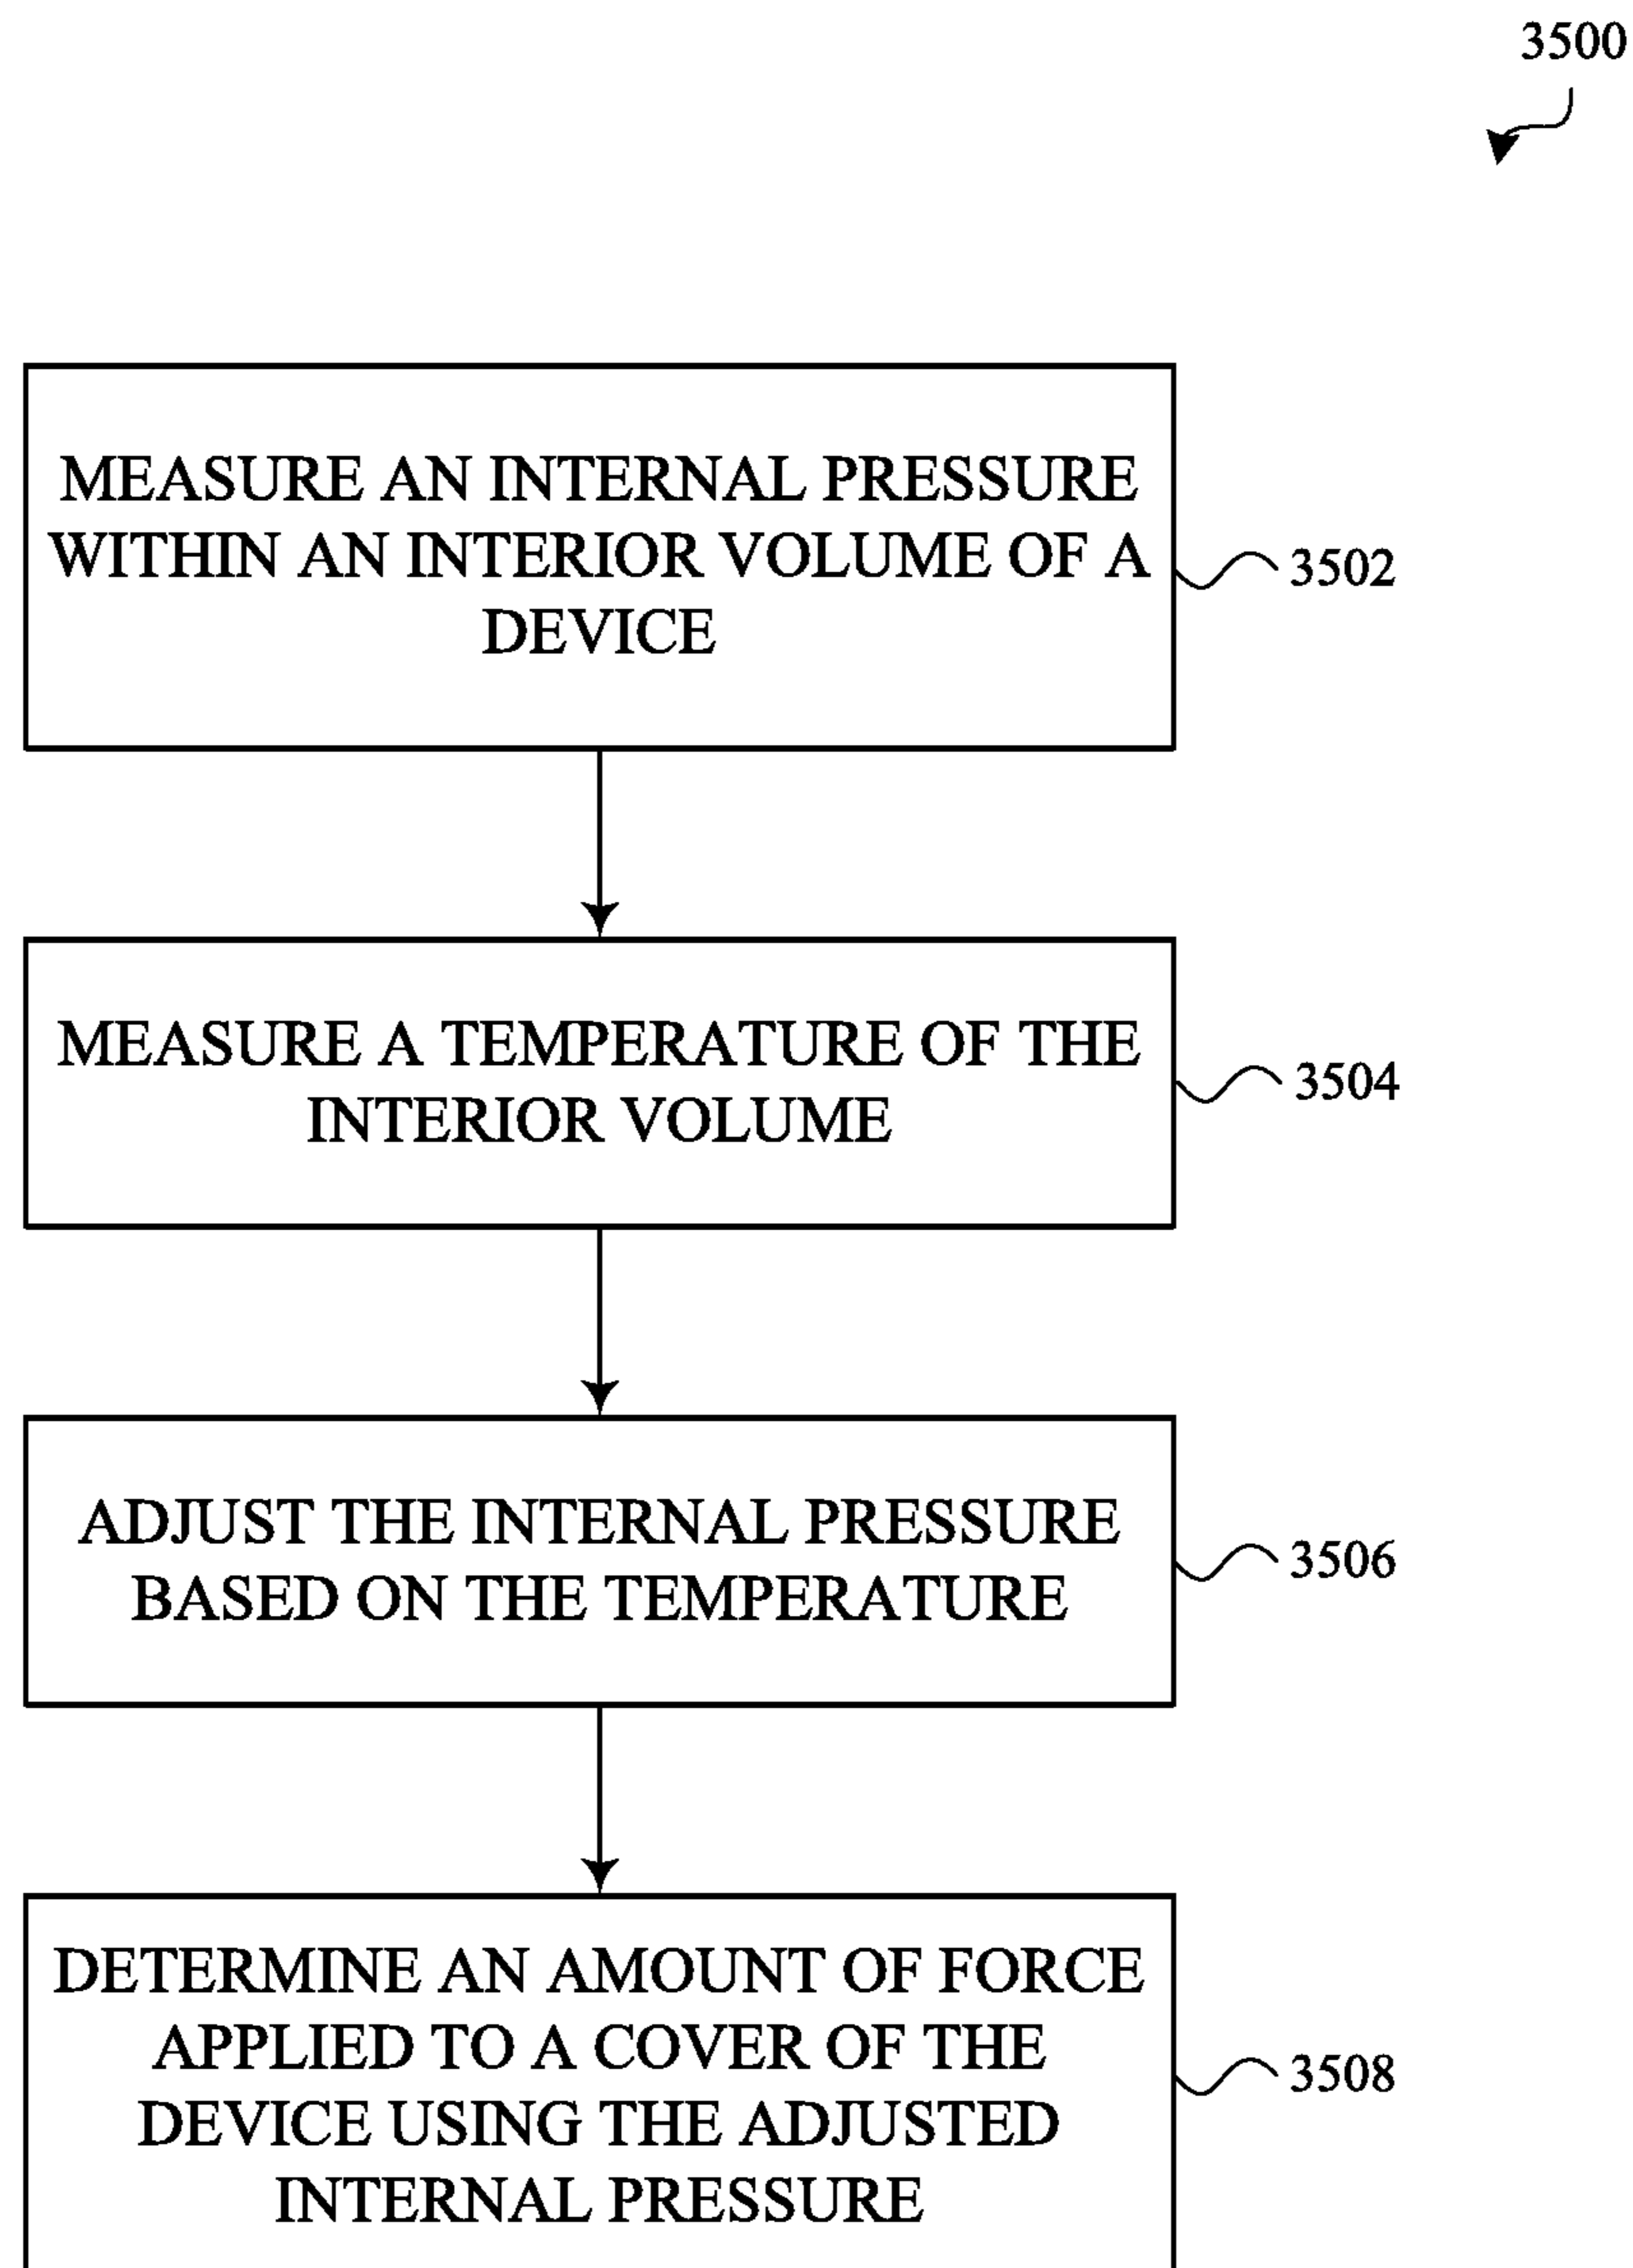 3500
MEASURE AN INTERNAL PRESSURE
WITHIN AN INTERIOR VOLUME OF A
DEVICE
3502
MEASURE A TEMPERATURE OF THE
INTERIOR VOLUME
3504
ADJUST THE INTERNAL PRESSURE
BASED ON THE TEMPERATURE
3506
DETERMINE AN AMOUNT OF FORCE
APPLIED TO A COVER OF THE
DEVICE USING THE ADJUSTED
INTERNAL PRESSURE
3508